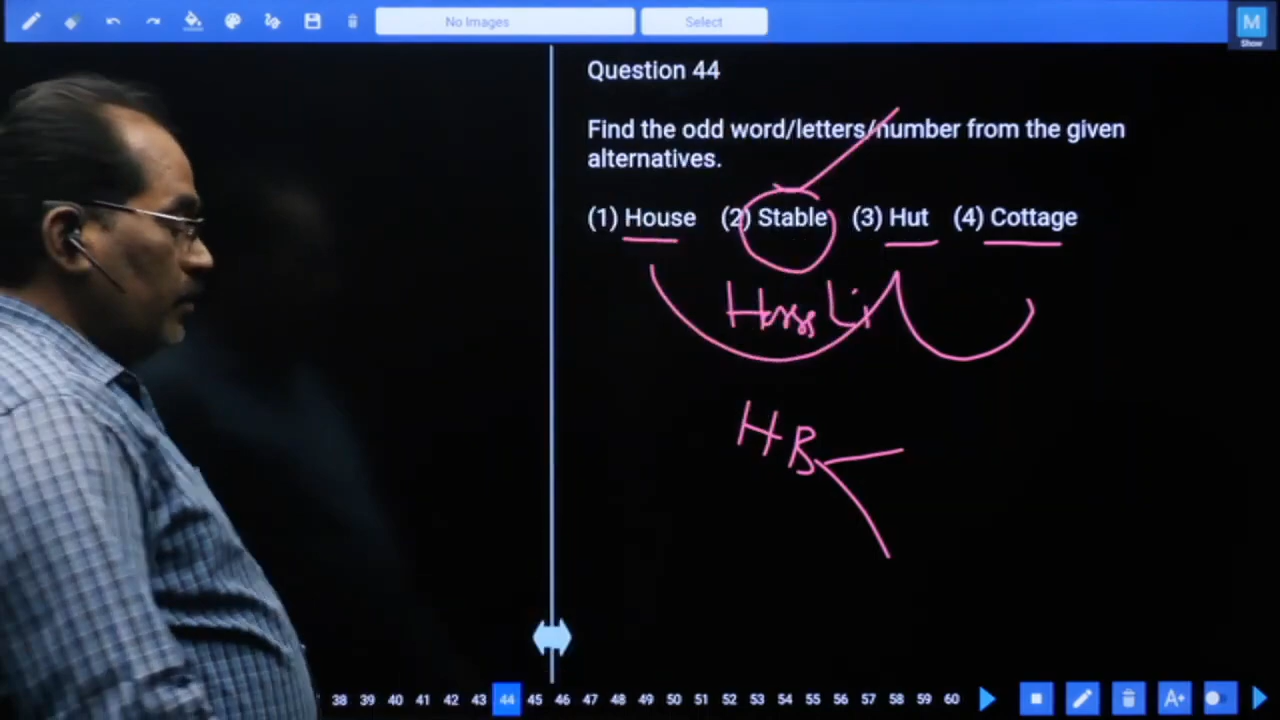 No Images
Select
M
Show
Question 44
Find the odd word/letters/number from the given
alternatives.
(1) House (2) Stable (3) Hut (4) Cottage
HB
38 39 40 41 42 43 44 45 46 47 48 49 50 51 52 53 54 55 56 57 58 59 60
A+